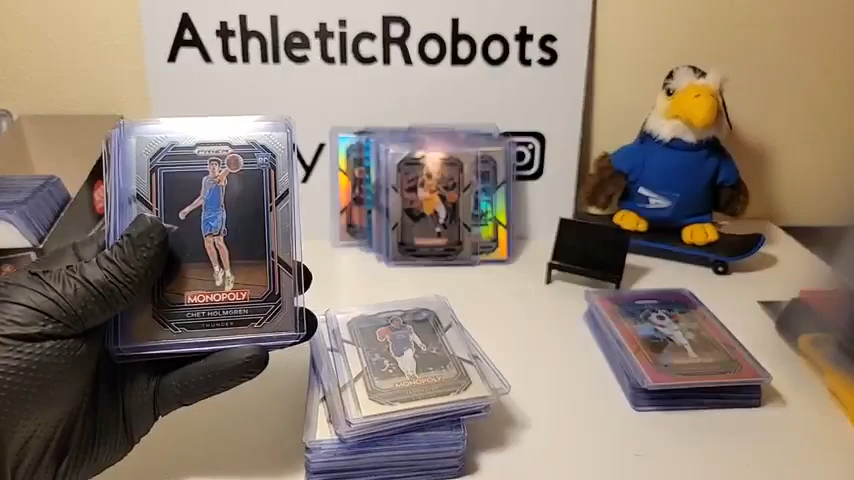 AthleticRobots
y
PRIZM
RC
MONOPOLY
CHET HOLMGREN
THUNDER
MONOPOLY